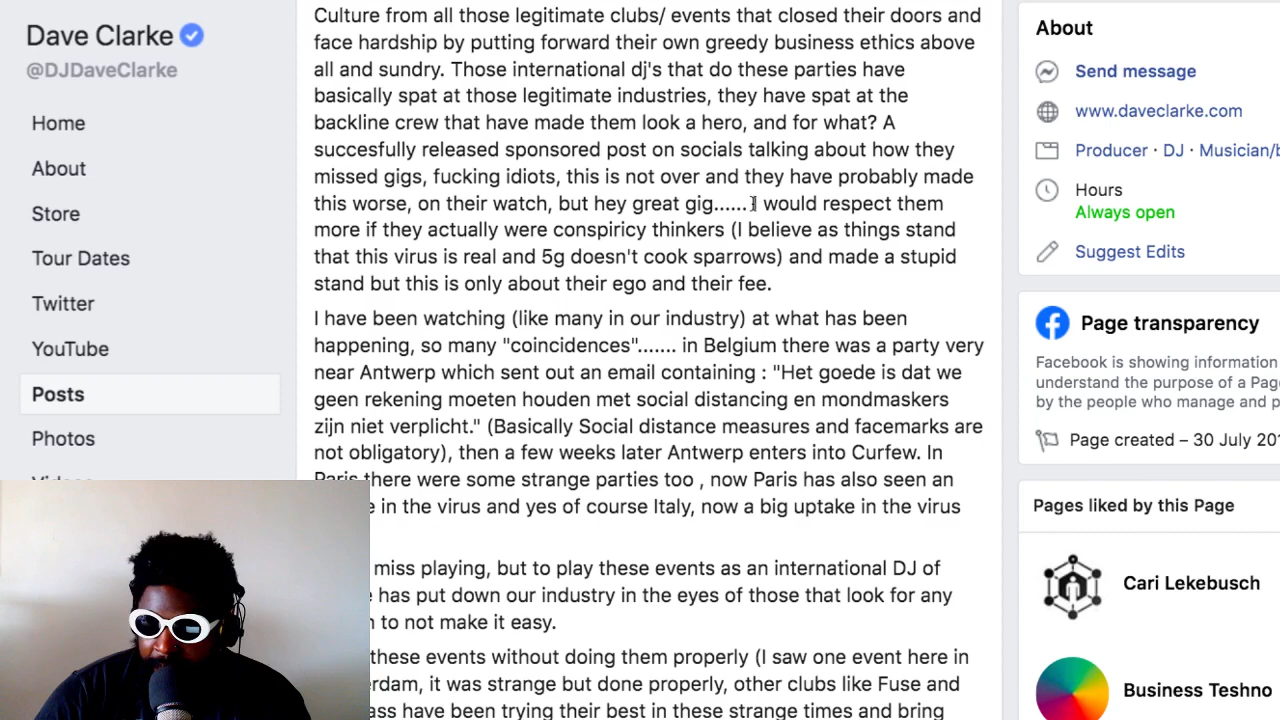 Dave Clarke
@DJDaveClarke
Home
About
Store
Tour Dates
Twitter
YouTube
Posts
Photos
Culture from all those legitimate clubs/ events that closed their doors and
face hardship by putting forward their own greedy business ethics above
all and sundry. Those international dj's that do these parties have
basically spat at those legitimate industries, they have spat at the
backline crew that have made them look a hero, and for what? A
succesfully released sponsored post on socials talking about how they
missed gigs, fucking idiots, this is not over and they have probably made
this worse, on their watch, but hey great gig...... I would respect them
more if they actually were conspiricy thinkers (I believe as things stand
that this virus is real and 5g doesn't cook sparrows) and made a stupid
stand but this is only about their ego and their fee.
I have been watching (like many in our industry) at what has been
happening, so many "coincidences"....... in Belgium there was a party very
near Antwerp which sent out an email containing : "Het goede is dat we
geen rekening moeten houden met social distancing en mondmaskers
zijn niet verplicht." (Basically Social distance measures and facemarks are
not obligatory), then a few weeks later Antwerp enters into Curfew. In
Paris there were some strange parties too , now Paris has also seen an
in the virus and yes of course Italy, now a big uptake in the virus
miss playing, but to play these events as an international DJ of
has put down our industry in the eyes of those that look for any
to not make it easy.
these events without doing them properly (I saw one event here in
it was strange but done properly, other clubs like Fuse and
have been trying their best in these strange times and bring
About
Send message
www.daveclarke.com
Producer · DJ · Musician/b
Hours
Always open
Suggest Edits
Page transparency
Facebook is showing information
understand the purpose of a Pag
by the people who manage and p
Page created – 30 July 20
Pages liked by this Page
Cari Lekebusch
Business Teshno